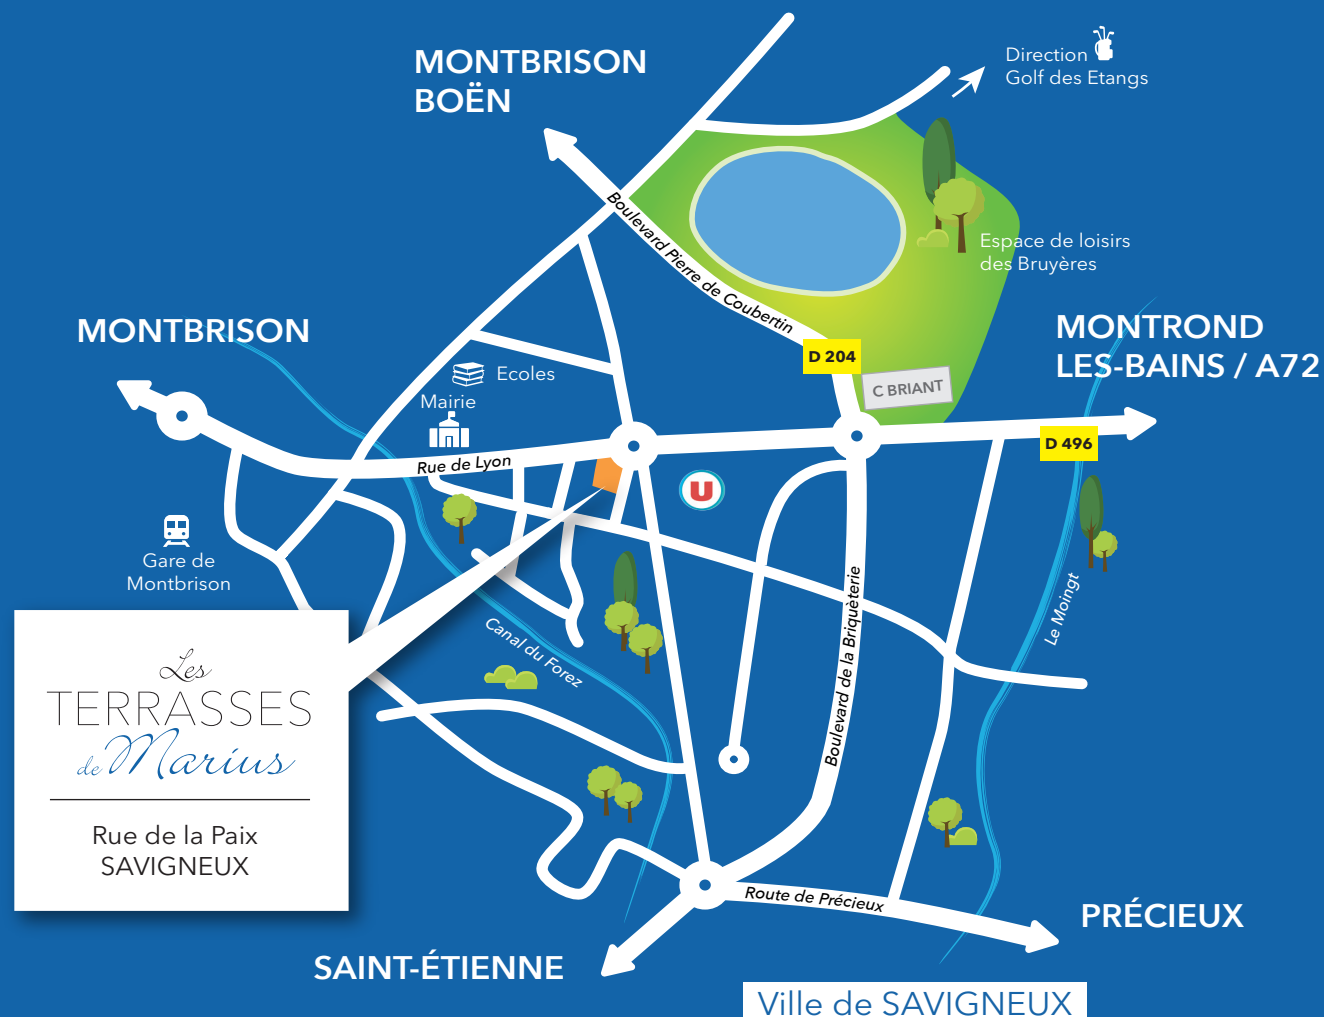 MONTBRISON
BOËN
Direction
Golf des Etangs
Boulevard Pierre de Coubertin
Espace de loisirs
des Bruyères
MONTBRISON
MONTROND
LES-BAINS / A72
D 204
C BRIANT
Ecoles
Mairie
Rue de Lyon
D 496
U
Gare de
Montbrison
Le Moingt
Canal du Forez
Boulevard de la Briquèterie
Les
TERRASSES
de Marius
Rue de la Paix
SAVIGNEUX
Route de Précieux
PRÉCIEUX
SAINT-ÉTIENNE
Ville de SAVIGNEUX